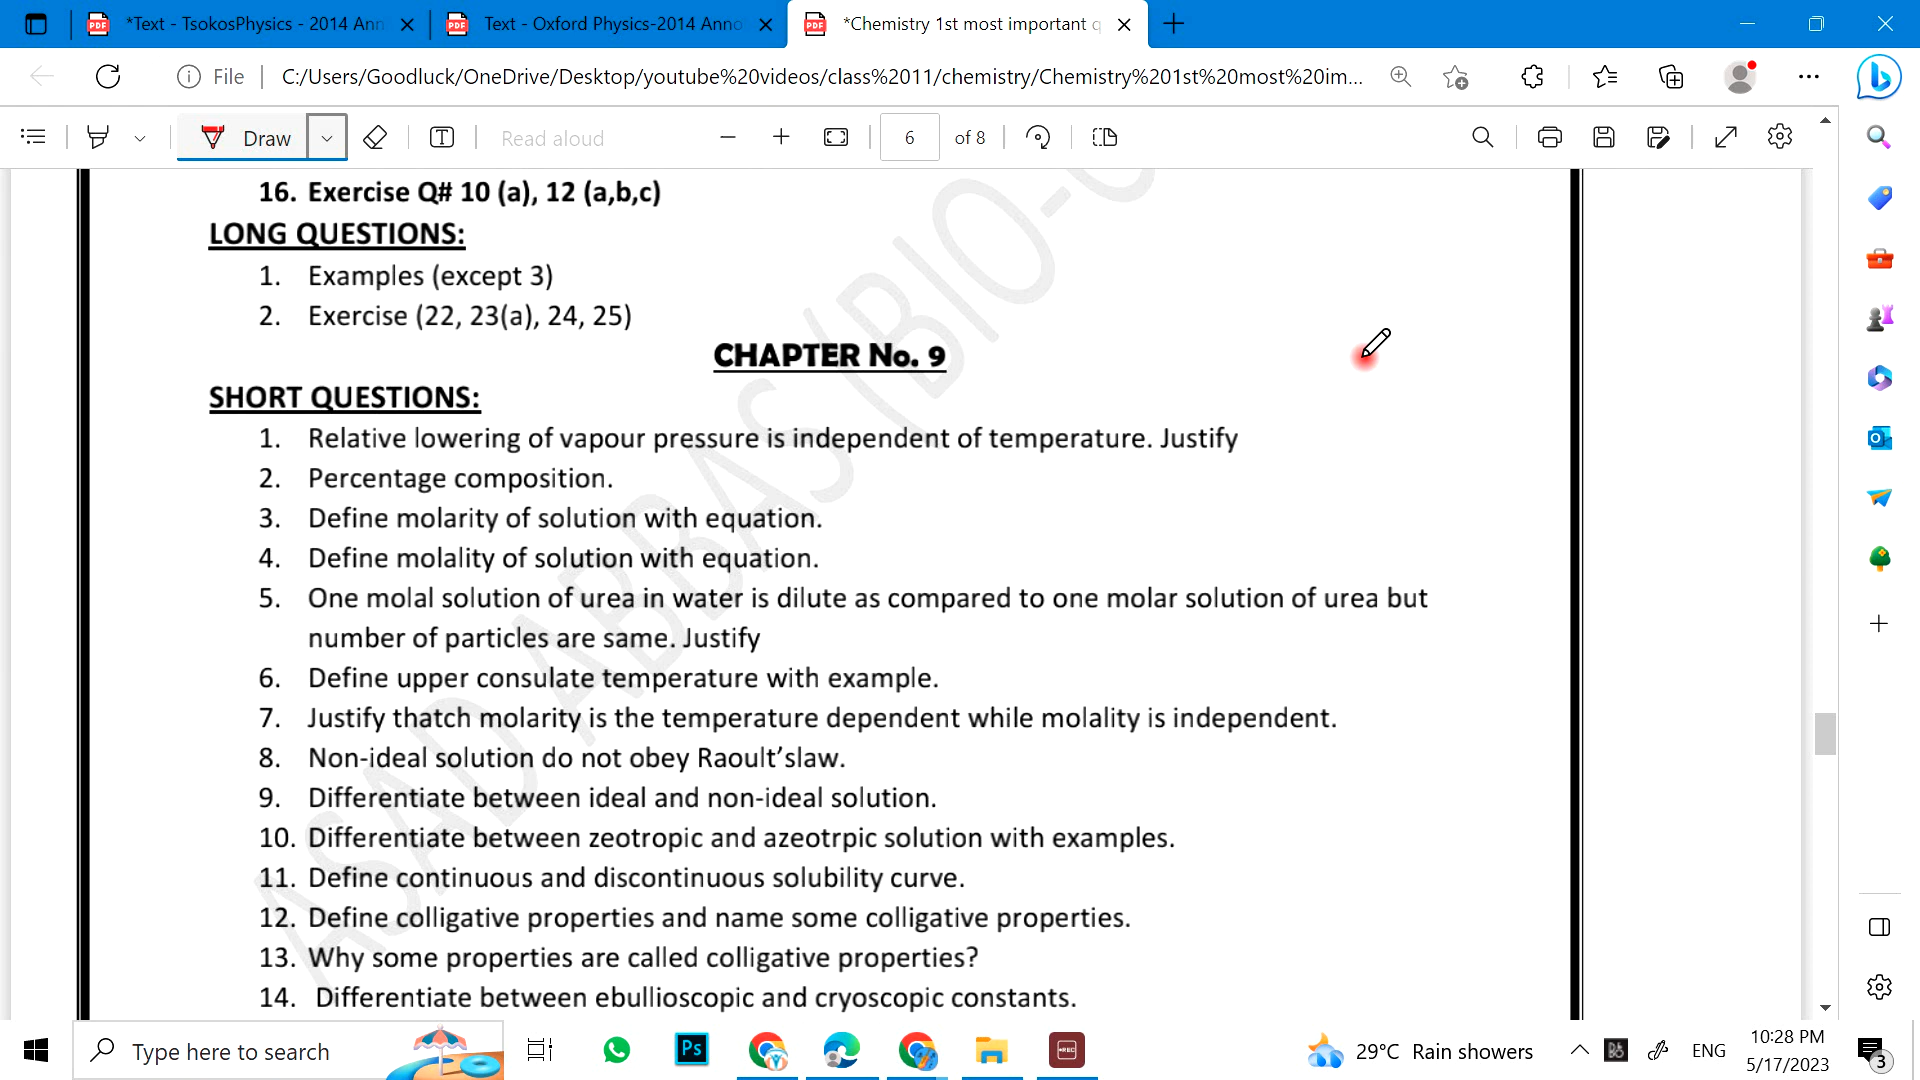 *Text - TsokosPhysics - 2014 Ann
Text - Oxford Physics-2014 Anno
*Chemistry 1st most important q
File
C:/Users/Goodluck/OneDrive/Desktop/youtube%20videos/class%2011/chemistry/Chemistry%201st%20most%20im...
Draw
Read aloud
6 of 8
16. Exercise Q# 10 (a), 12 (a,b,c)
LONG QUESTIONS:
1. Examples (except 3)
2. Exercise (22, 23(a), 24, 25)
CHAPTER No. 9
SHORT QUESTIONS:
1. Relative lowering of vapour pressure is independent of temperature. Justify
2. Percentage composition.
3. Define molarity of solution with equation.
4. Define molality of solution with equation.
5. One molal solution of urea in water is dilute as compared to one molar solution of urea but
number of particles are same. Justify
6. Define upper consulate temperature with example.
7. Justify thatch molarity is the temperature dependent while molality is independent.
8. Non-ideal solution do not obey Raoult’slaw.
9. Differentiate between ideal and non-ideal solution.
10. Differentiate between zeotropic and azeotrpic solution with examples.
11. Define continuous and discontinuous solubility curve.
12. Define colligative properties and name some colligative properties.
13. Why some properties are called colligative properties?
14. Differentiate between ebullioscopic and cryoscopic constants.
ASAD ABBAS (BIO-
Type here to search
Ps
REC
29°C Rain showers
ENG
10:28 PM
5/17/2023
3